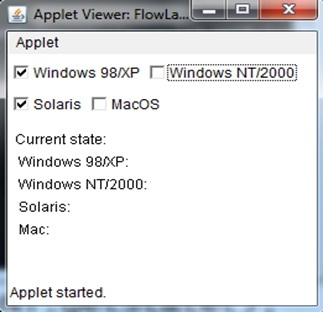 Applet Viewer: FlowLa...
Applet
Windows 98/XP Windows NT/2000
Solaris MacOS
Current state:
Windows 98/XP:
Windows NT/2000:
Solaris:
Mac:
Applet started.